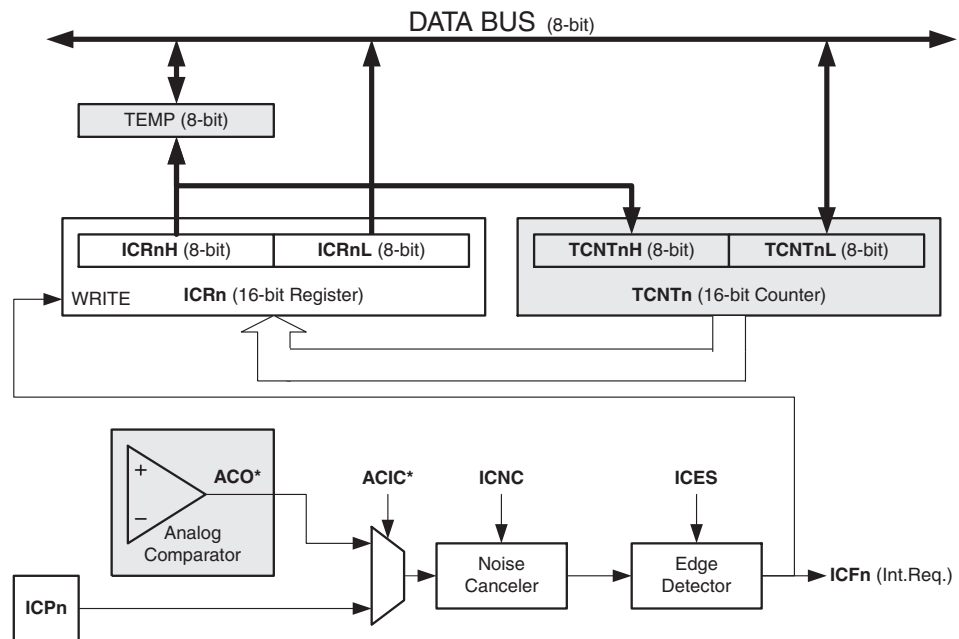 DATA BUS (8-bit)
TEMP (8-bit)
ICRnH (8-bit)
ICRnL (8-bit)
TCNTnH (8-bit)
TCNTnL (8-bit)
WRITE
ICRn (16-bit Register)
TCNTn (16-bit Counter)
+
−
ACO*
Analog
Comparator
ACIC*
ICNC
ICES
Noise
Canceler
Edge
Detector
ICFn (Int.Req.)
ICPn